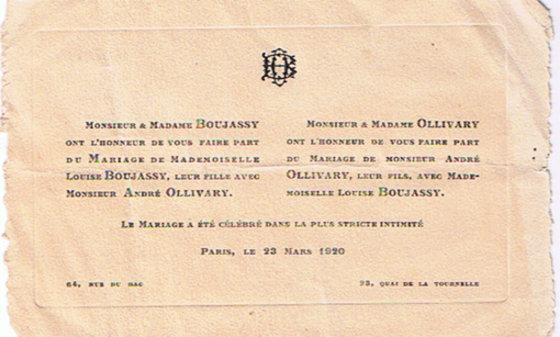 MONSIEUR & MADAME BOUJASSY
ONT L'HONNEUR DE VOUS FAIRE PART
DU MARIAGE DE MADEMOISELLE
LOUISE BOUJASSY, LEUR FILLE AVEC
MONSIEUR ANDRÉ OLLIVARY.
MONSIEUR & MADAME OLLIVARY
ONT L'HONNEUR DE VOUS FAIRE PART
DU MARIAGE DE MONSIEUR ANDRÉ
OLLIVARY, LEUR FILS, AVEC MADE-
MOISELLE LOUISE BOUJASSY.
LE MARIAGE A ÉTÉ CÉLÉBRÉ DANS LA PLUS STRICTE INTIMITÉ
PARIS, LE 23 MARS 1920
64, RUE DU BAC
23, QUAI DE LA TOURNELLE